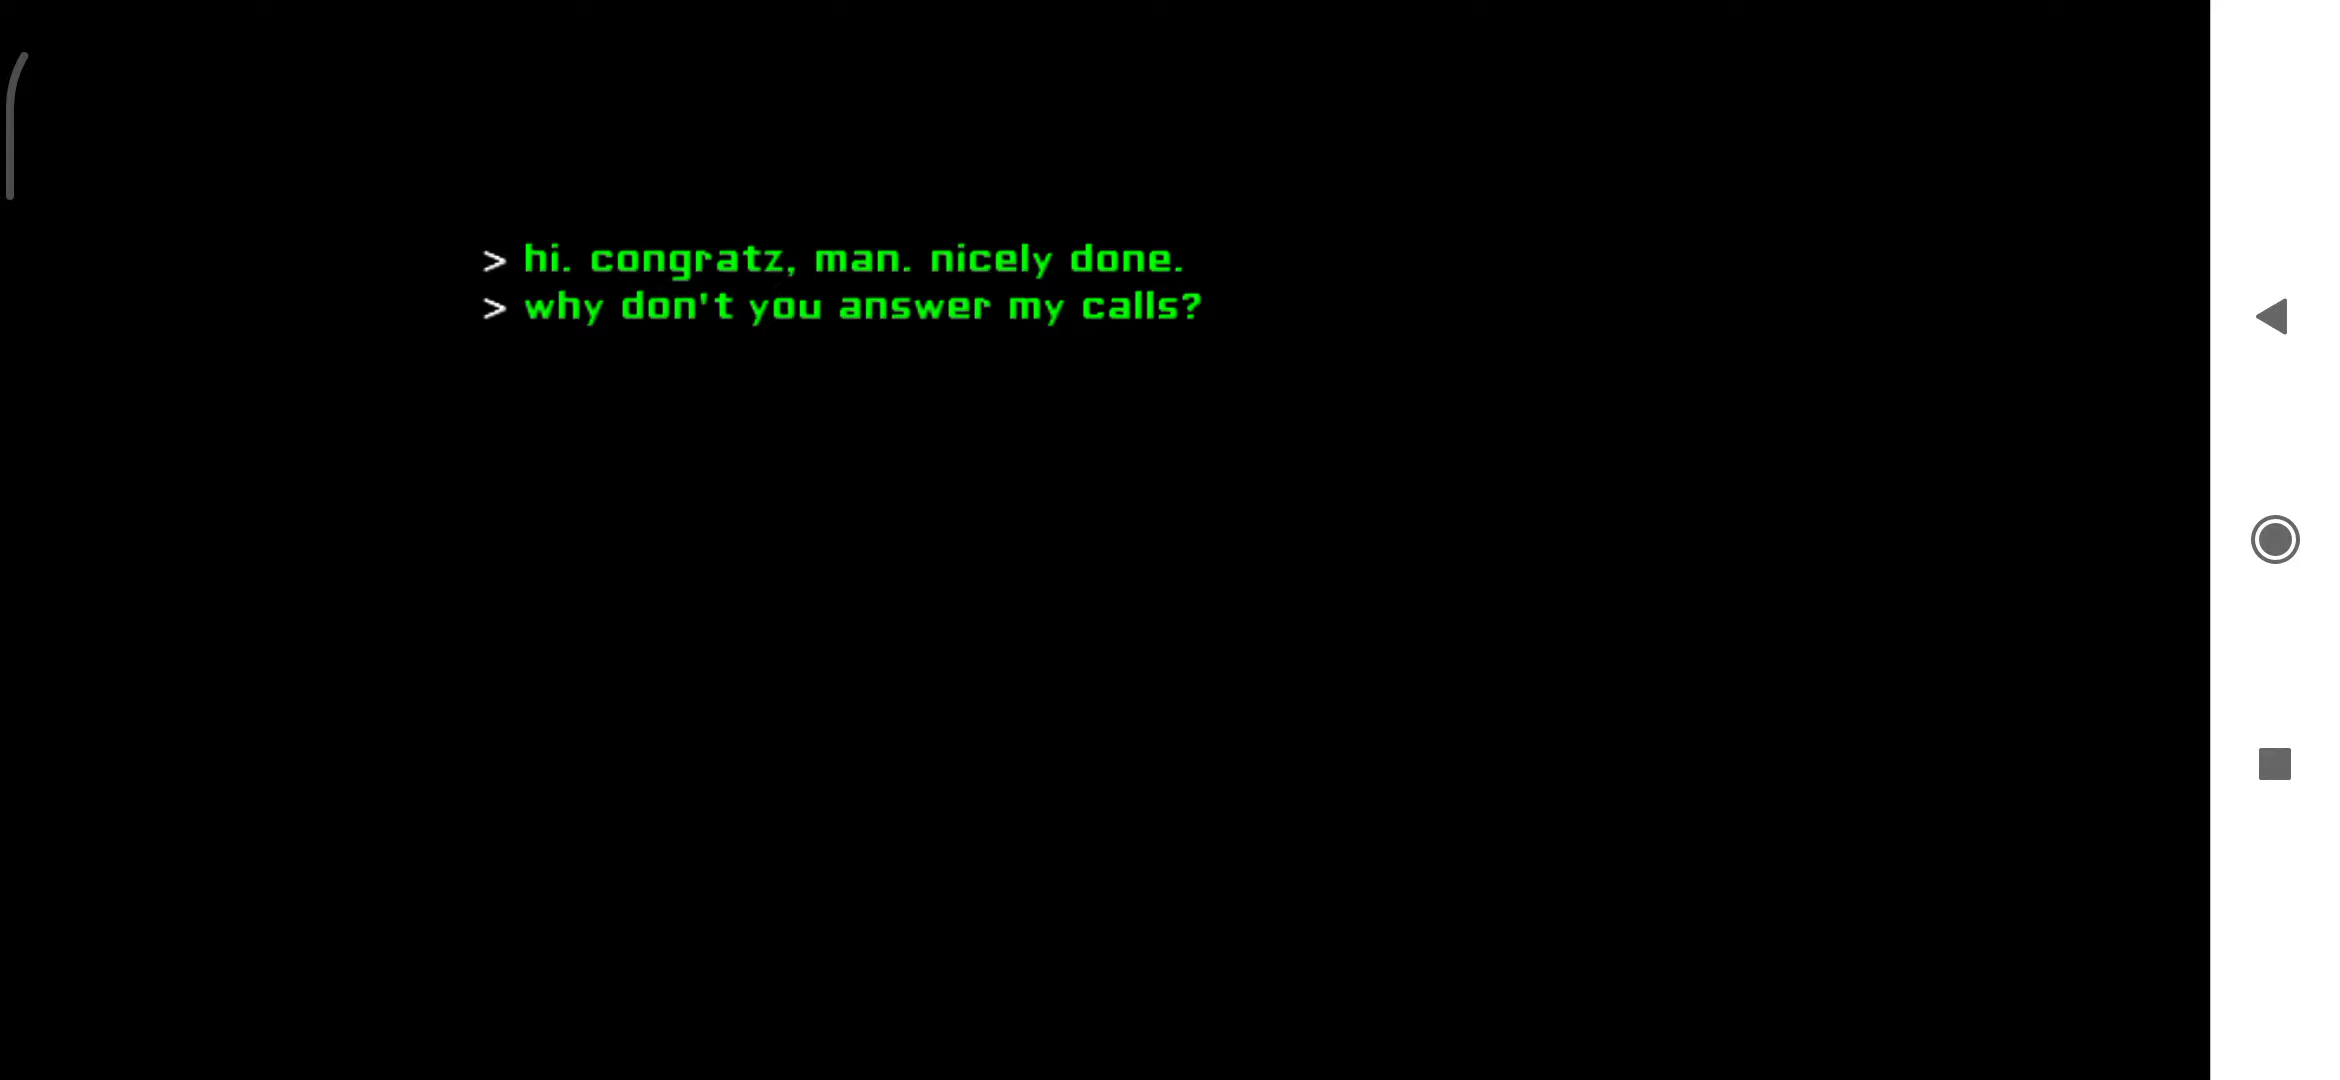 > hi. congratz, man. nicely done.
> why don't you answer my calls?